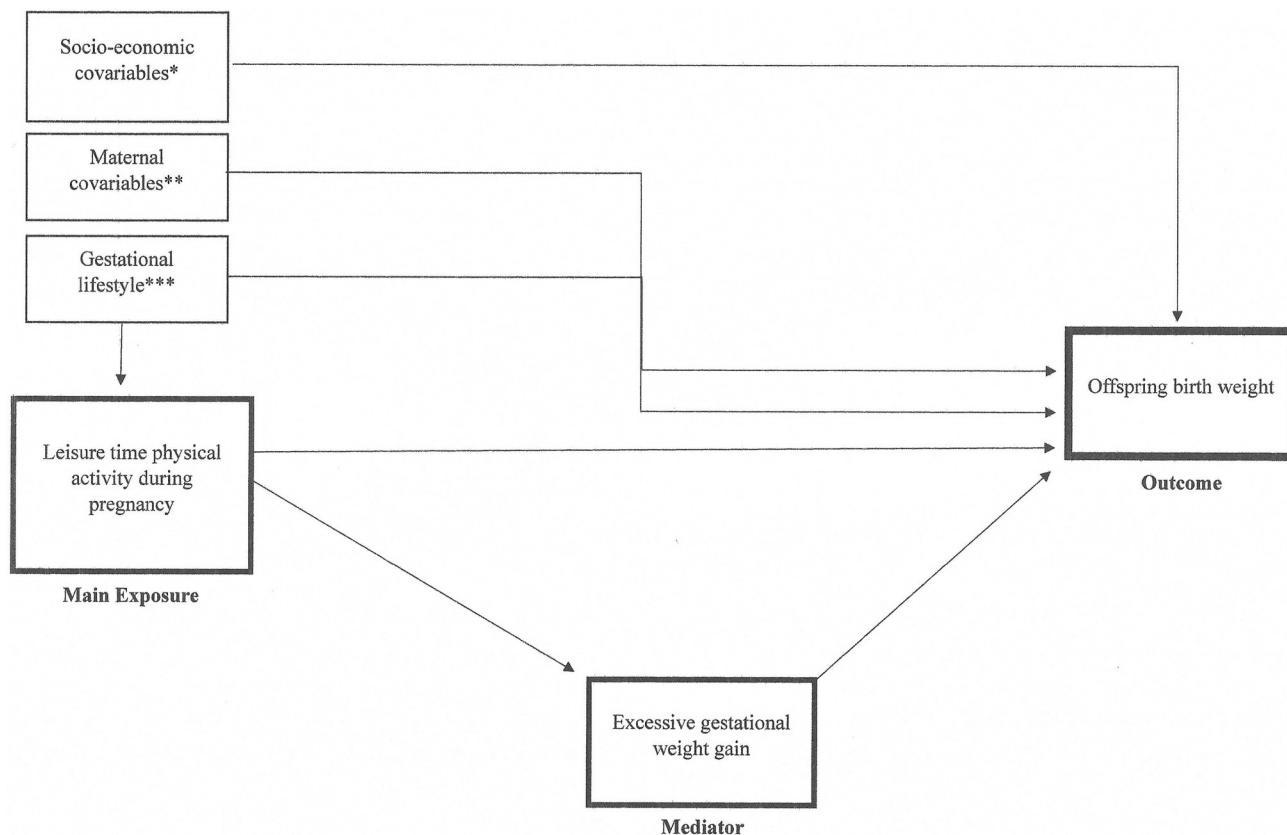 Socio-economic
covariables*
Maternal
covariables**
Gestational
lifestyle***
Leisure time physical
activity during
pregnancy
Main Exposure
Offspring birth weight
Outcome
Excessive gestational
weight gain
Mediator